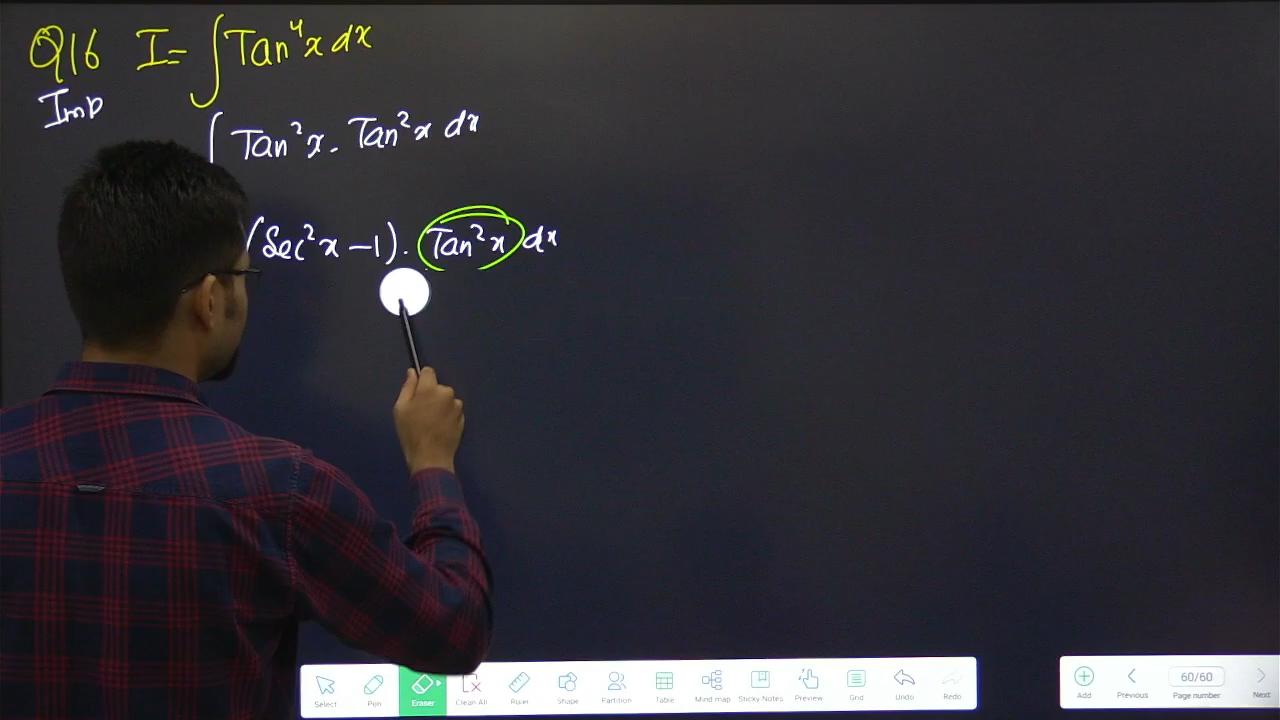 Q16 I= ∫Tan⁴x dx
Imp
∫ Tan²x . Tan²x dx
(Sec²x -1). Tan²x dx
Select Pen Eraser Clean All Ruler Shape Partition Table Mind map Sticky Notes Preview Grid Undo Redo
Add Previous 60/60 Page number Next